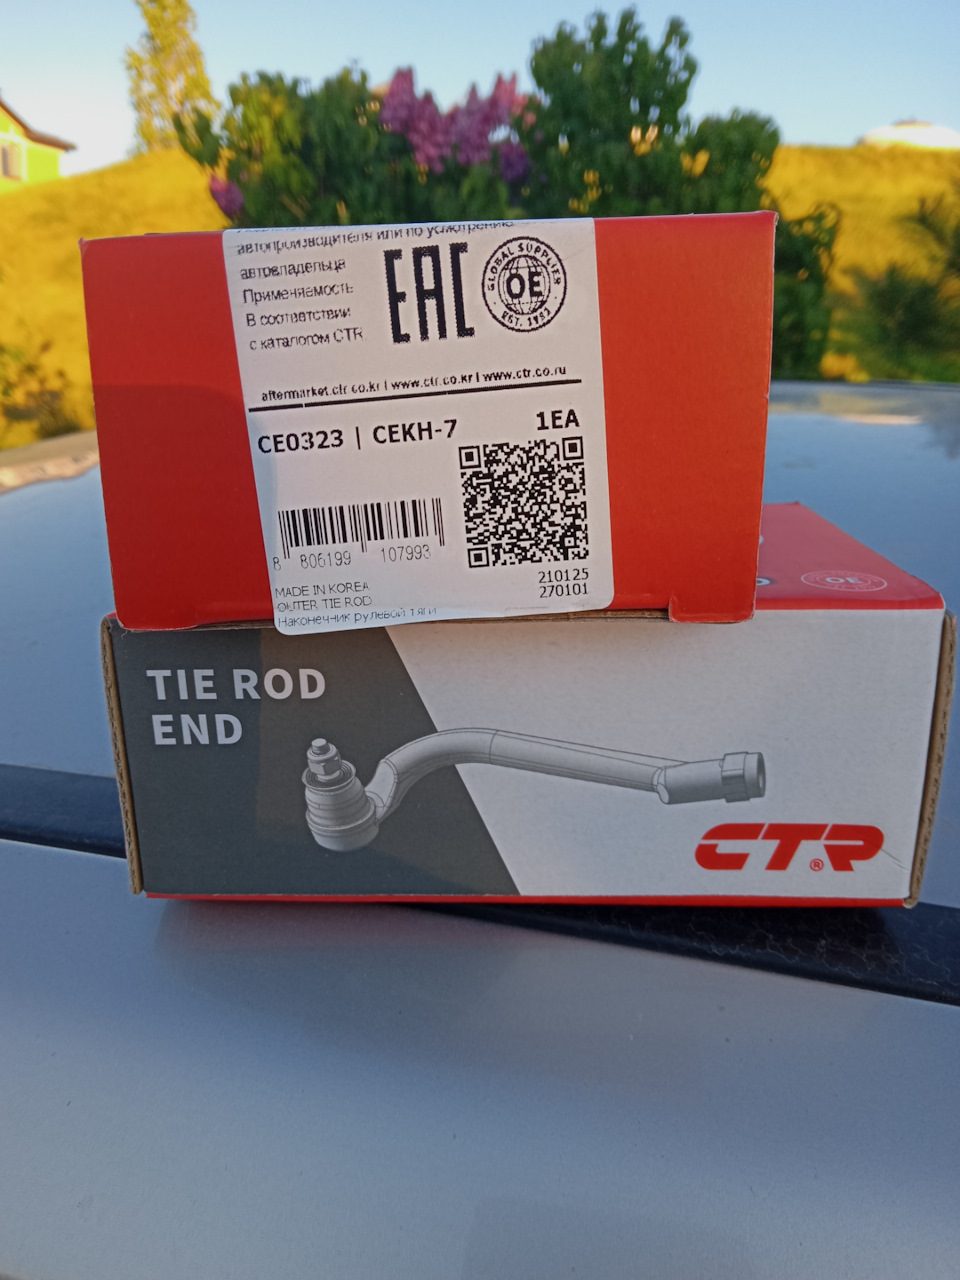 автопроизводителя или по усмотрению
автовладельца
Применяемость
В соответствии
с каталогом CTR
EAC
GLOBAL SUPPLIER
OE
EST. 1952
aftermarket.ctr.co.kr | www.ctr.co.kr | www.ctr.co.ru
CE0323 | CEKH-7
1EA
8 806199 107993
210125
270101
MADE IN KOREA
OUTER TIE ROD
Наконечник рулевой тяги
OE
TIE ROD
END
CTR®